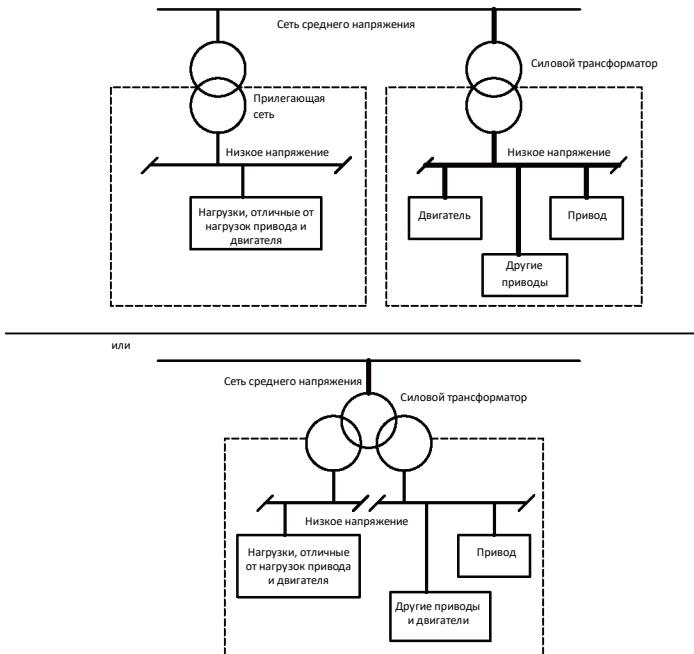 Сеть среднего напряжения
Силовой трансформатор
Прилегающая
сеть
Низкое напряжение
Низкое напряжение
Нагрузки, отличные от
нагрузок привода и
двигателя
Двигатель
Привод
Другие
приводы
или
Сеть среднего напряжения
Силовой трансформатор
Низкое напряжение
Нагрузки, отличные
от нагрузок привода
и двигателя
Привод
Другие приводы
и двигатели